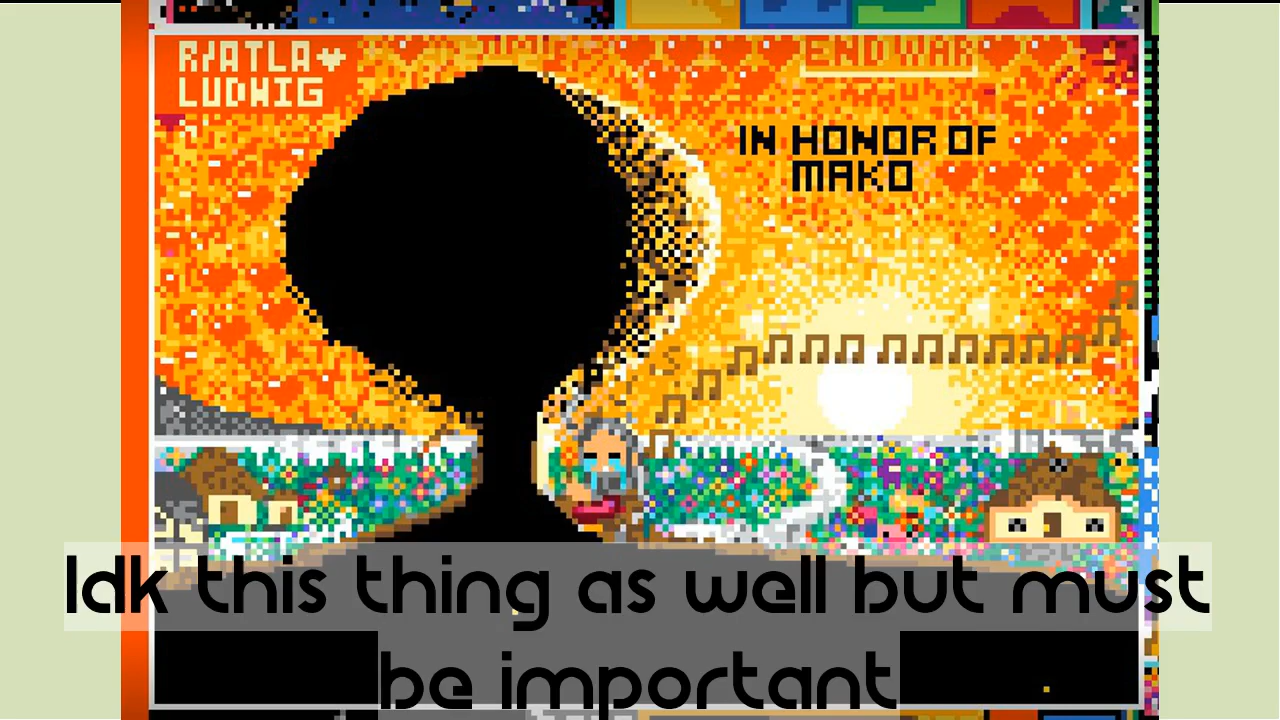 R/ATLA
LUDWIG
END WAR
IN HONOR OF
MAKO
Idk this thing as well but must
be important